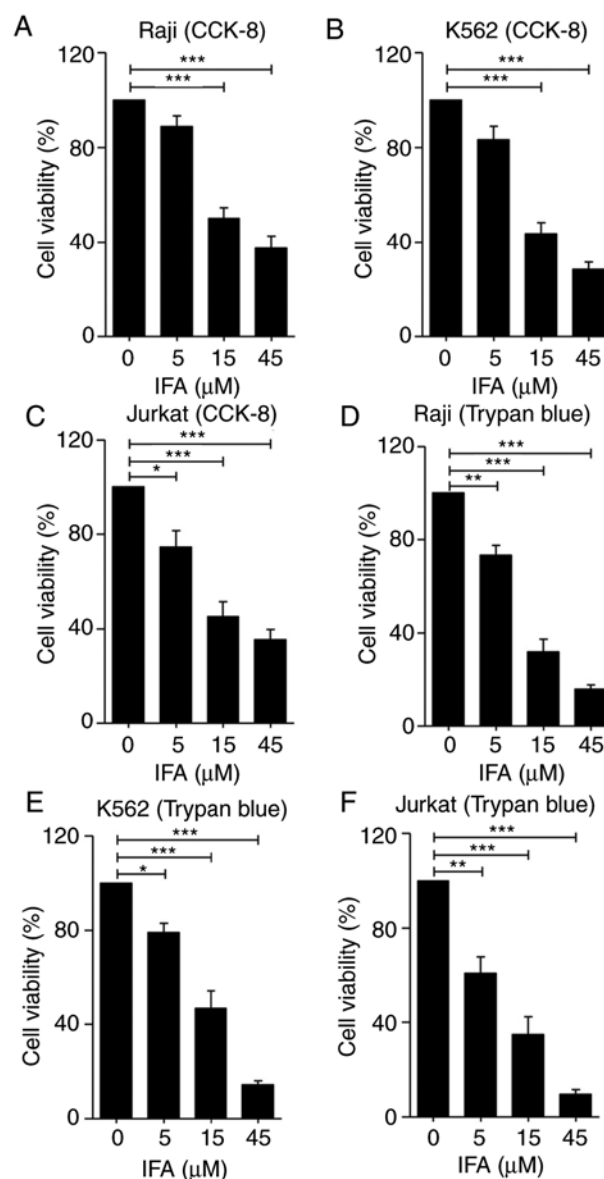 A
Raji (CCK-8)
120
***
***
80
40
0
Cell viability (%)
0 5 15 45
IFA (μM)
B
K562 (CCK-8)
120
***
***
80
40
0
Cell viability (%)
0 5 15 45
IFA (μM)
C
Jurkat (CCK-8)
120
***
***
*
80
40
0
Cell viability (%)
0 5 15 45
IFA (μM)
D
Raji (Trypan blue)
120
***
***
**
80
40
0
Cell viability (%)
0 5 15 45
IFA (μM)
E
K562 (Trypan blue)
120
***
***
*
80
40
0
Cell viability (%)
0 5 15 45
IFA (μM)
F
Jurkat (Trypan blue)
120
***
***
**
80
40
0
Cell viability (%)
0 5 15 45
IFA (μM)